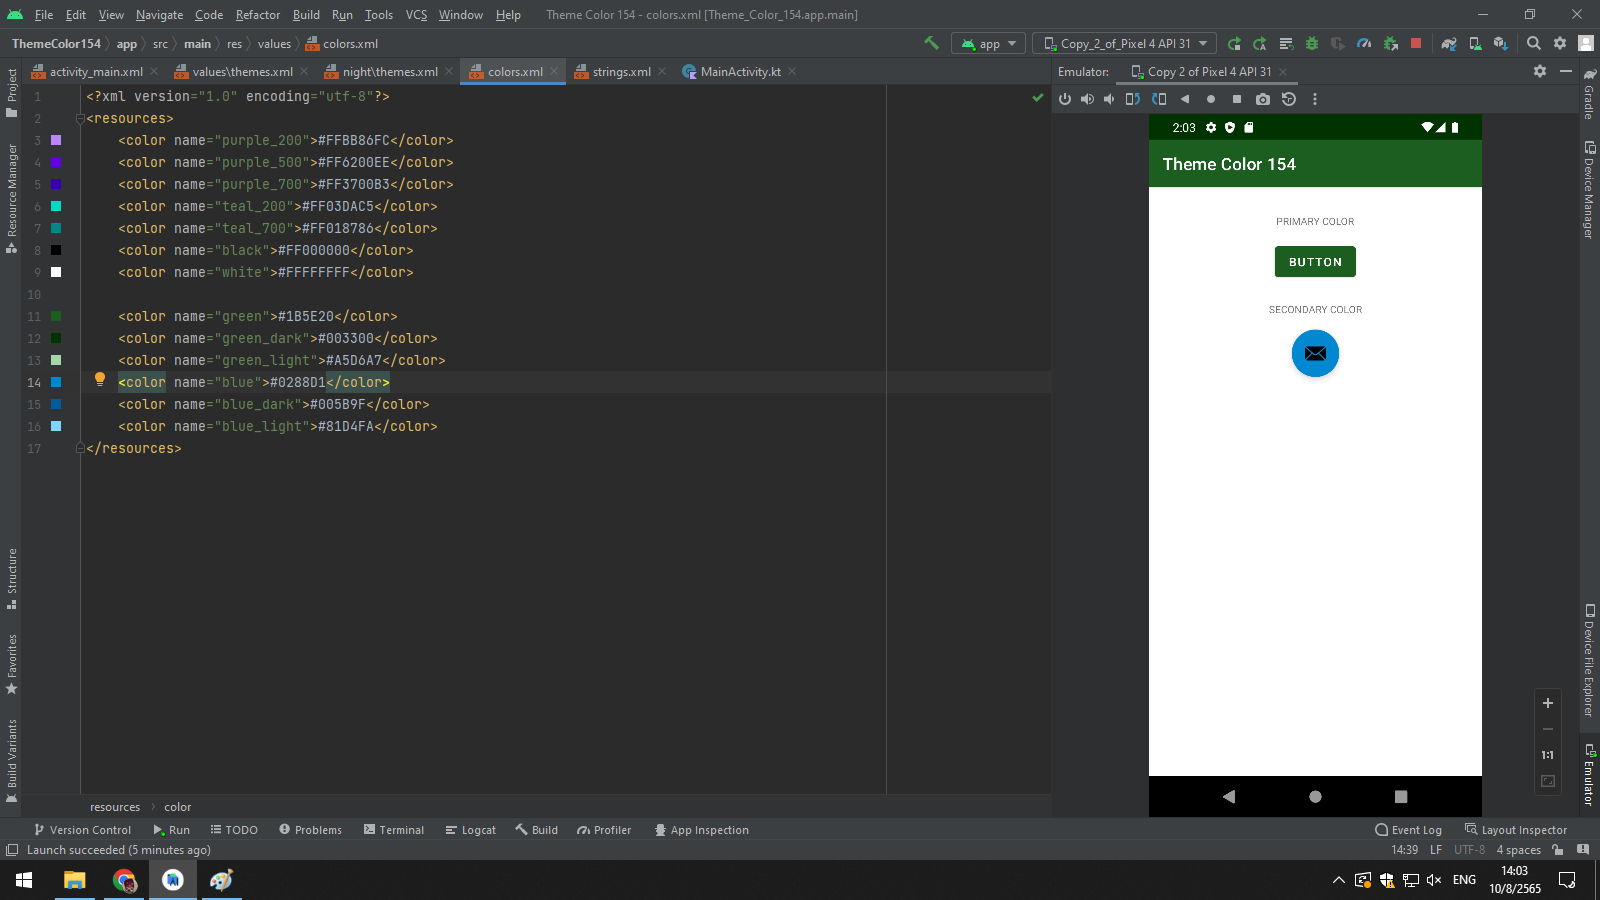 File Edit View Navigate Code Refactor Build Run Tools VCS Window Help Theme Color 154 - colors.xml [Theme_Color_154.app.main]
ThemeColor154 app src main res values colors.xml app Copy_2_of_Pixel 4 API 31
activity_main.xml values\themes.xml night\themes.xml colors.xml strings.xml MainActivity.kt Emulator: Copy 2 of Pixel 4 API 31
1 <?xml version="1.0" encoding="utf-8"?>
2 <resources>
3 <color name="purple_200">#FFBB86FC</color>
4 <color name="purple_500">#FF6200EE</color>
5 <color name="purple_700">#FF3700B3</color>
6 <color name="teal_200">#FF03DAC5</color>
7 <color name="teal_700">#FF018786</color>
8 <color name="black">#FF000000</color>
9 <color name="white">#FFFFFFFF</color>
10
11 <color name="green">#1B5E20</color>
12 <color name="green_dark">#003300</color>
13 <color name="green_light">#A5D6A7</color>
14 <color name="blue">#0288D1</color>
15 <color name="blue_dark">#005B9F</color>
16 <color name="blue_light">#81D4FA</color>
17 </resources>
Project
Resource Manager
Structure
Favorites
Build Variants
2:03
Theme Color 154
PRIMARY COLOR
BUTTON
SECONDARY COLOR
1:1
Gradle
Device Manager
Device File Explorer
Emulator
resources color
Version Control Run TODO Problems Terminal Logcat Build Profiler App Inspection Event Log Layout Inspector
Launch succeeded (5 minutes ago) 14:39 LF UTF-8 4 spaces
ENG 14:03
10/8/2565